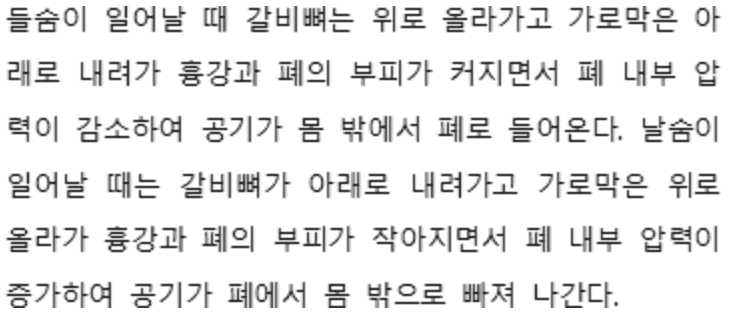 들숨이 일어날 때 갈비뼈는 위로 올라가고 가로막은 아
래로 내려가 흉강과 폐의 부피가 커지면서 폐 내부 압
력이 감소하여 공기가 몸 밖에서 폐로 들어온다. 날숨이
일어날 때는 갈비뼈가 아래로 내려가고 가로막은 위로
올라가 흉강과 폐의 부피가 작아지면서 폐 내부 압력이
증가하여 공기가 폐에서 몸 밖으로 빠져 나간다.